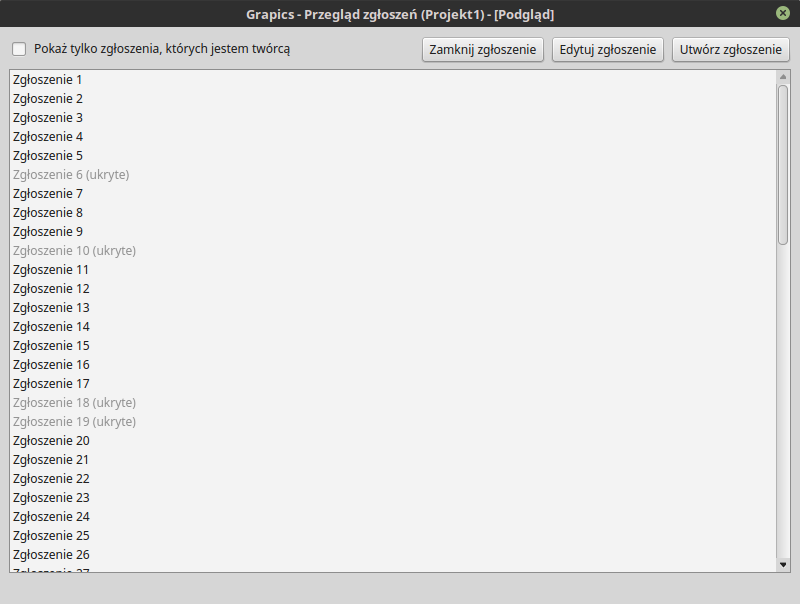 Grapics - Przegląd zgłoszeń (Projekt1) - [Podgląd]
Pokaż tylko zgłoszenia, których jestem twórcą
Zamknij zgłoszenie
Edytuj zgłoszenie
Utwórz zgłoszenie
Zgłoszenie 1
Zgłoszenie 2
Zgłoszenie 3
Zgłoszenie 4
Zgłoszenie 5
Zgłoszenie 6 (ukryte)
Zgłoszenie 7
Zgłoszenie 8
Zgłoszenie 9
Zgłoszenie 10 (ukryte)
Zgłoszenie 11
Zgłoszenie 12
Zgłoszenie 13
Zgłoszenie 14
Zgłoszenie 15
Zgłoszenie 16
Zgłoszenie 17
Zgłoszenie 18 (ukryte)
Zgłoszenie 19 (ukryte)
Zgłoszenie 20
Zgłoszenie 21
Zgłoszenie 22
Zgłoszenie 23
Zgłoszenie 24
Zgłoszenie 25
Zgłoszenie 26
Zgłoszenie 27